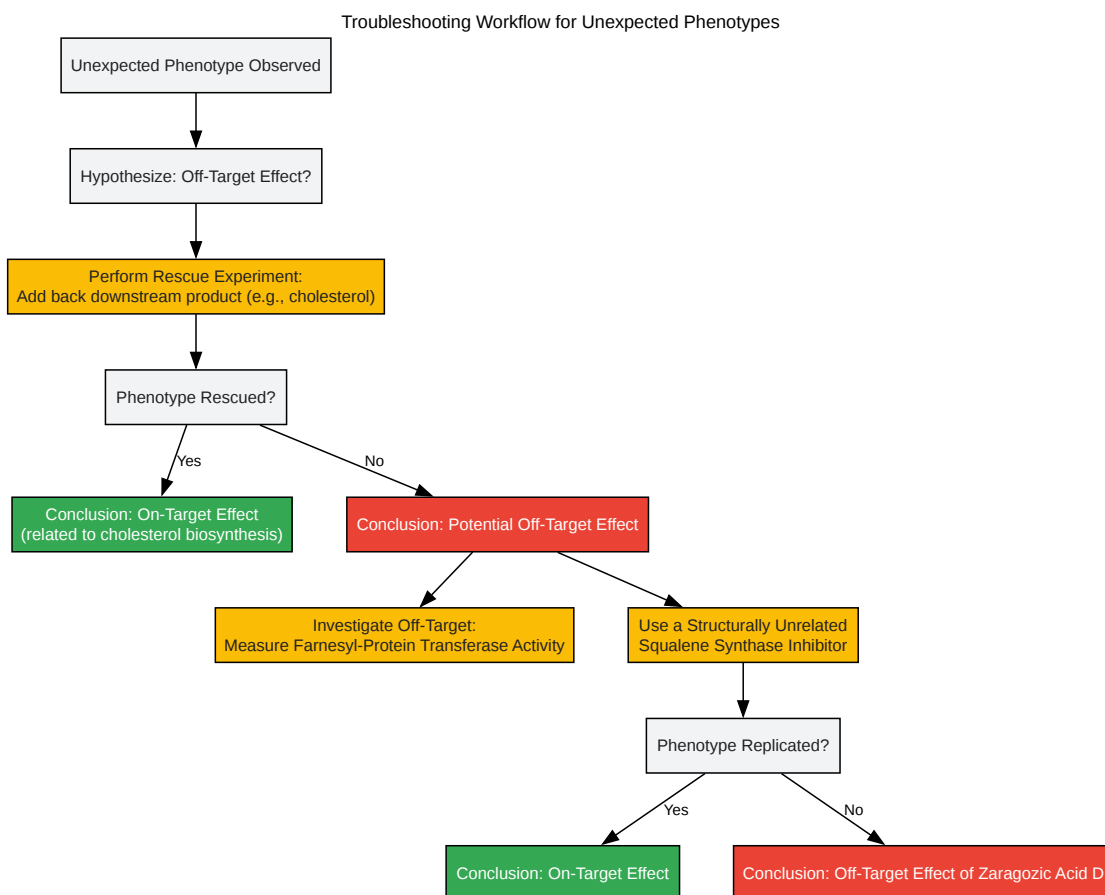 Troubleshooting Workflow for Unexpected Phenotypes
Unexpected Phenotype Observed
Hypothesize: Off-Target Effect?
Perform Rescue Experiment:
Add back downstream product (e.g., cholesterol)
Phenotype Rescued?
Yes
No
Conclusion: On-Target Effect
(related to cholesterol biosynthesis)
Conclusion: Potential Off-Target Effect
Investigate Off-Target:
Measure Farnesyl-Protein Transferase Activity
Use a Structurally Unrelated
Squalene Synthase Inhibitor
Phenotype Replicated?
Yes
No
Conclusion: On-Target Effect
Conclusion: Off-Target Effect of Zaragozic Acid D